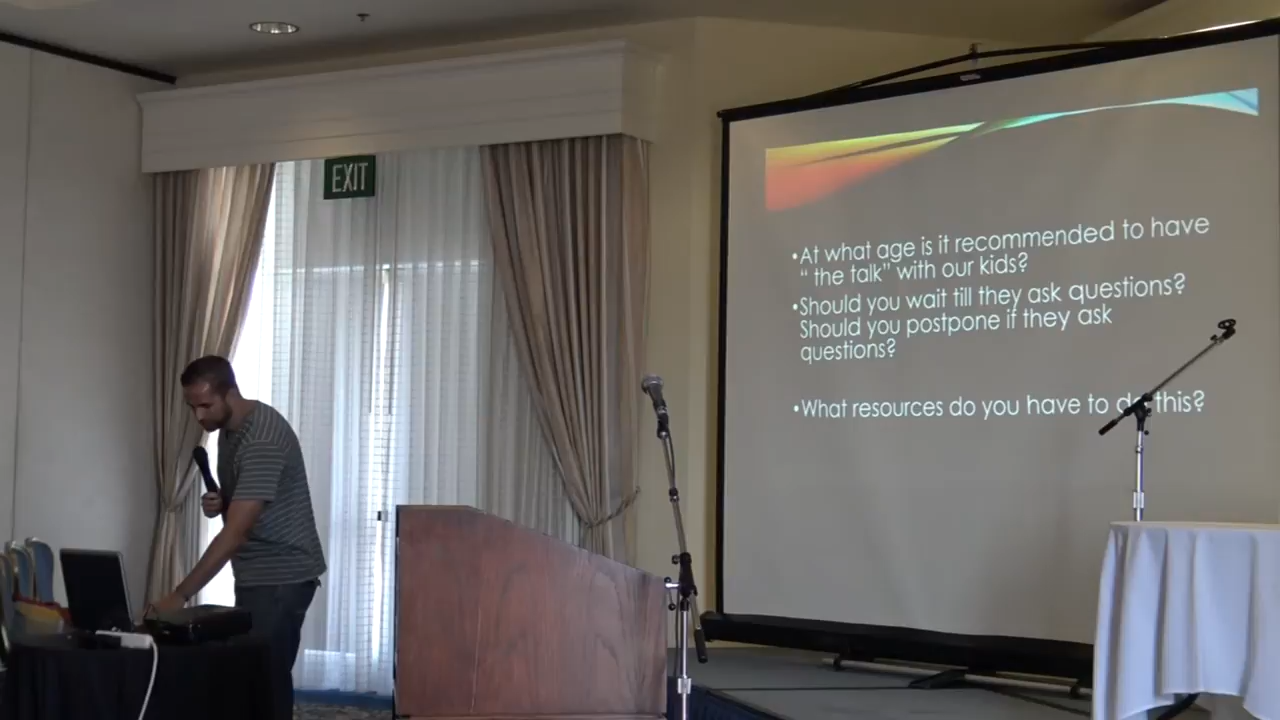 EXIT
•At what age is it recommended to have
“ the talk” with our kids?
•Should you wait till they ask questions?
Should you postpone if they ask
questions?
•What resources do you have to do this?